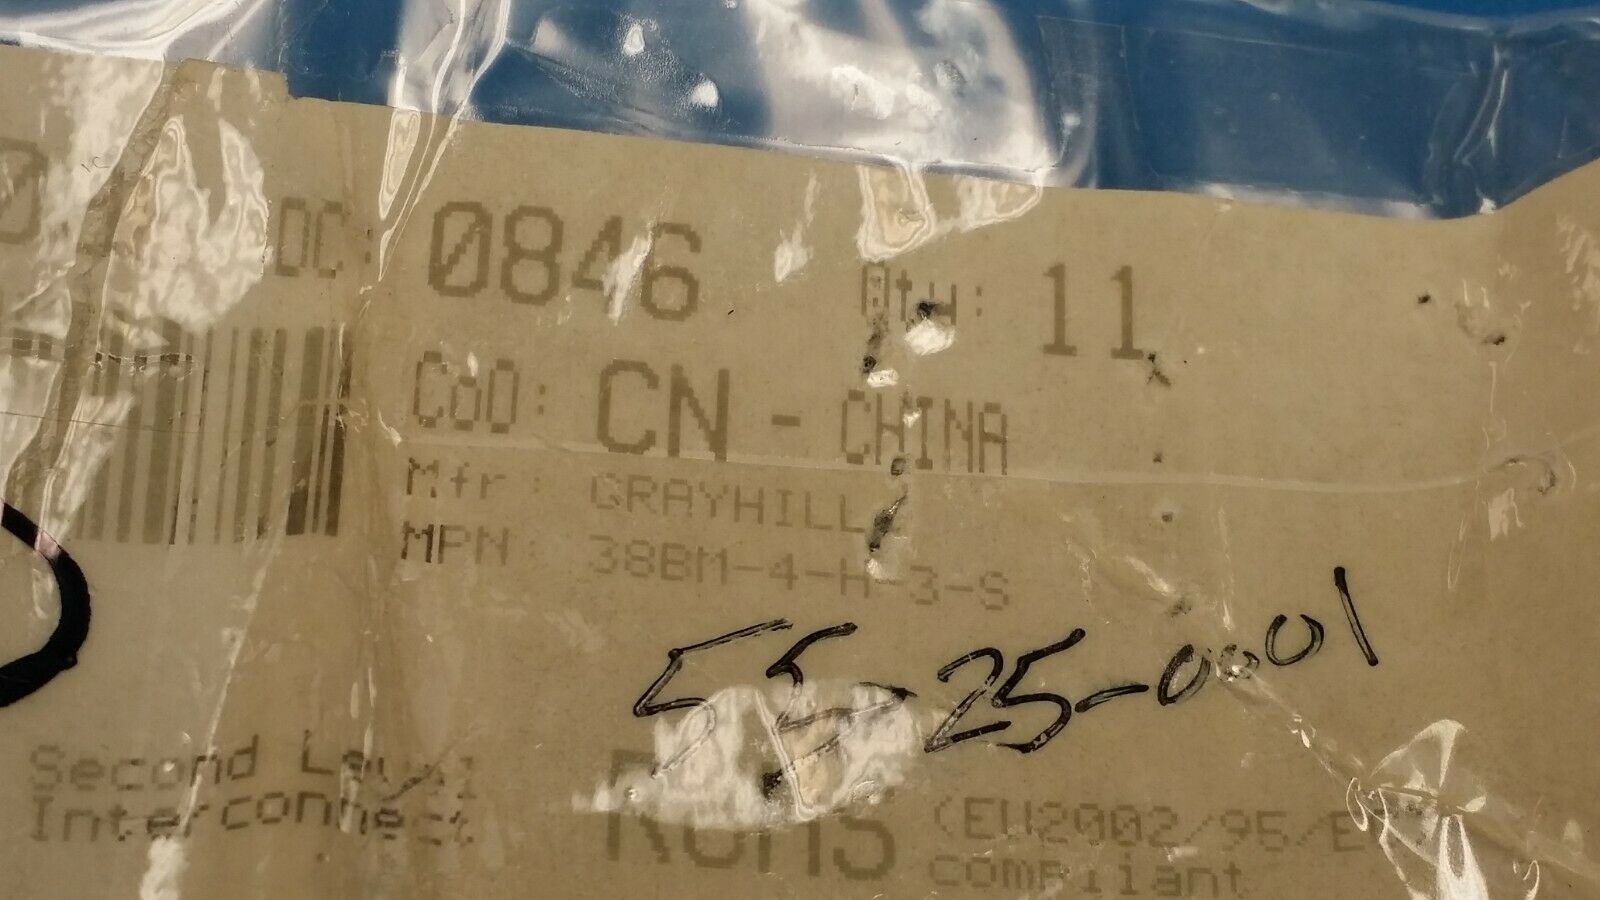 0 DC: 0846 Qty: 11
CoO: CN - CHINA
Mfr: GRAYHILL
MPN: 38BM-4-H-3-S
55-25-0001
Second Level
Interconnect
RoHS (EU2002/95/E
compliant